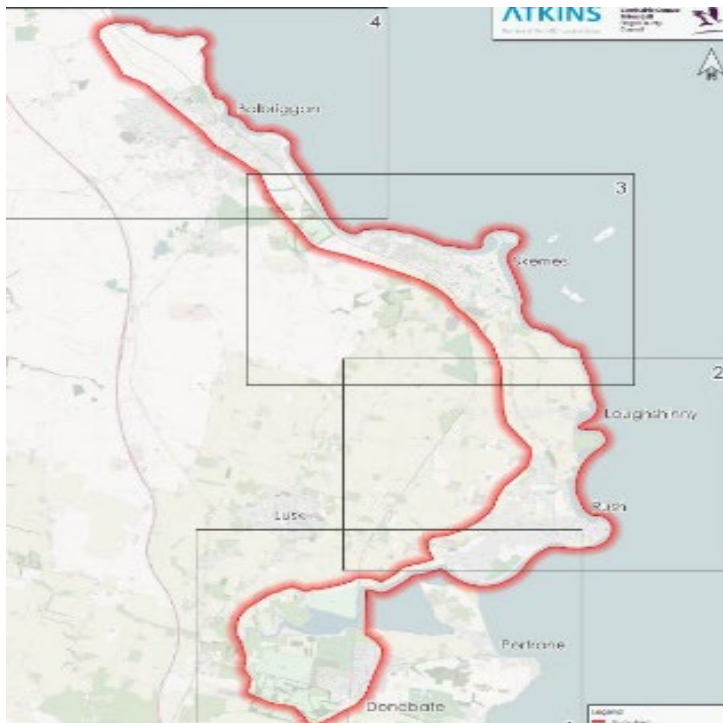 4
ATKINS
Balbriggan
3
Skerries
2
Loughshinny
Rush
Lusk
Portrane
Donabate
Legend